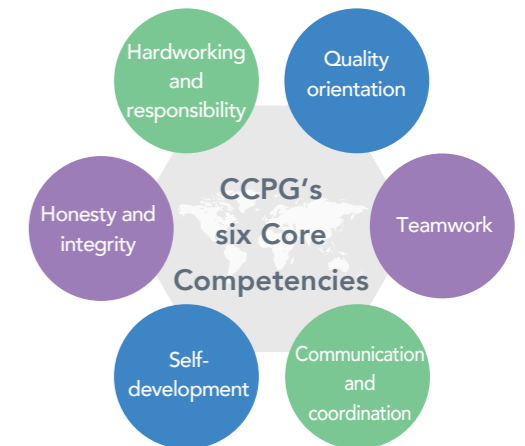 Hardworking
and
responsibility
Quality
orientation
Honesty and
integrity
CCPG's
six Core
Competencies
Teamwork
Self-
development
Communication
and
coordination